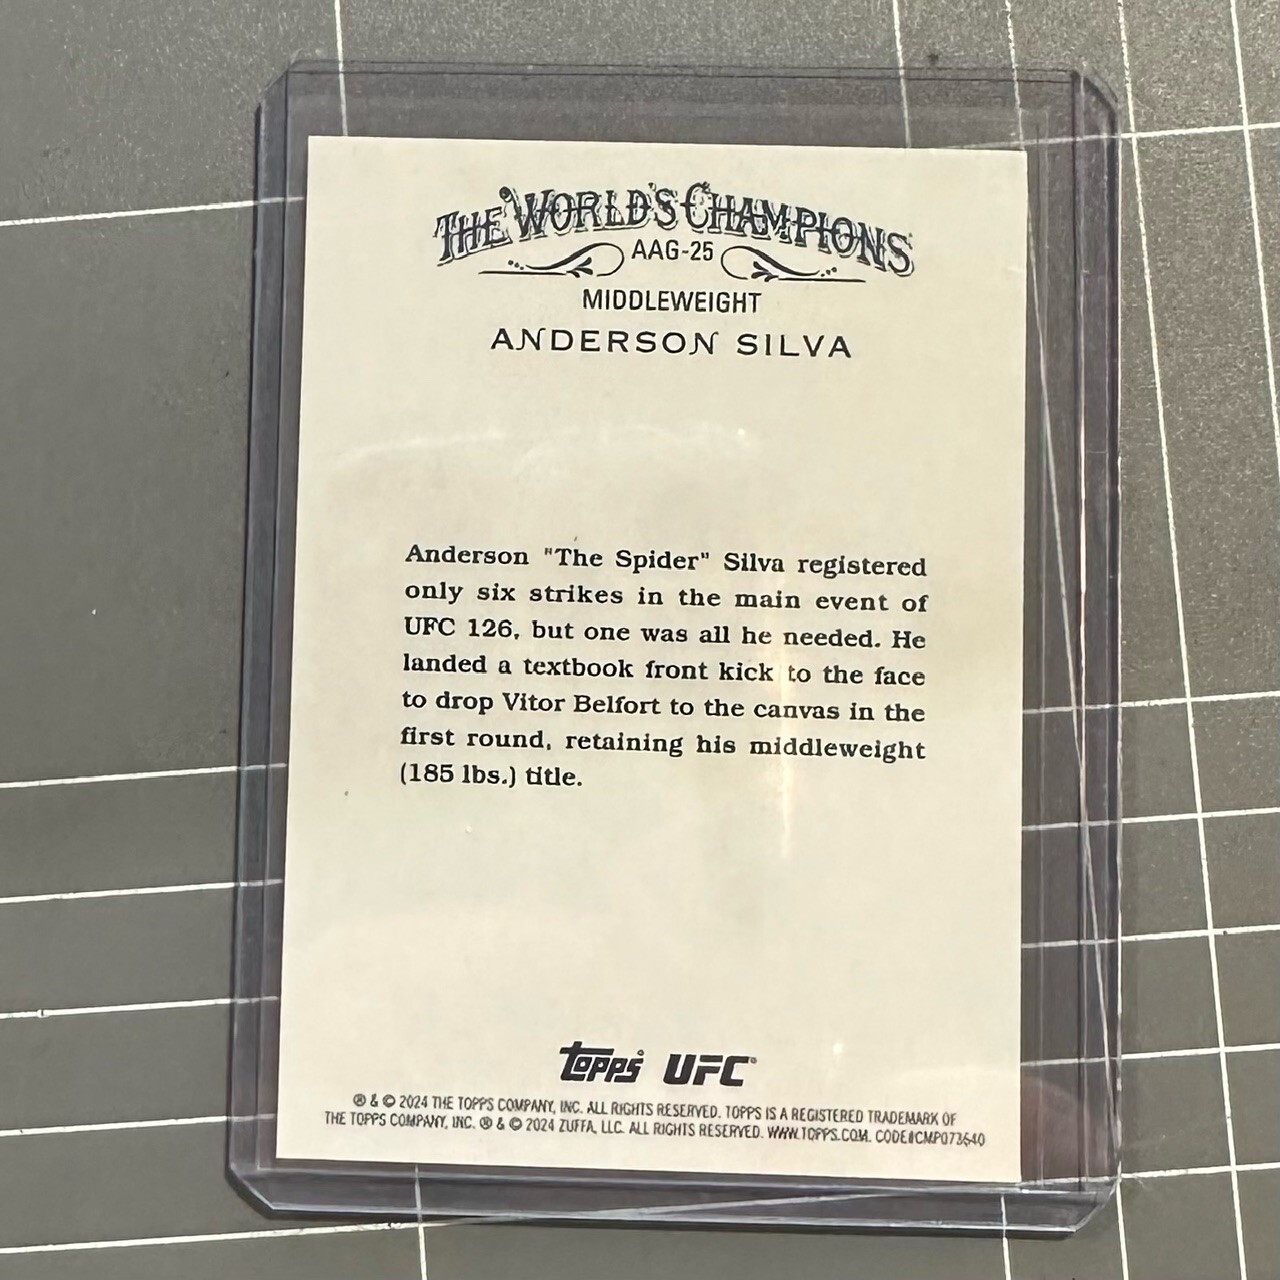 THE WORLD'S CHAMPIONS
AAG-25
MIDDLEWEIGHT
ANDERSON SILVA
Anderson "The Spider" Silva registered
only six strikes in the main event of
UFC 126, but one was all he needed. He
landed a textbook front kick to the face
to drop Vitor Belfort to the canvas in the
first round, retaining his middleweight
(185 lbs.) title.
topps® UFC®
® & © 2024 THE TOPPS COMPANY, INC. ALL RIGHTS RESERVED. TOPPS IS A REGISTERED TRADEMARK OF
THE TOPPS COMPANY, INC. ® & © 2024 ZUFFA, LLC. ALL RIGHTS RESERVED. WWW.TOPPS.COM. CODE#CMP073640